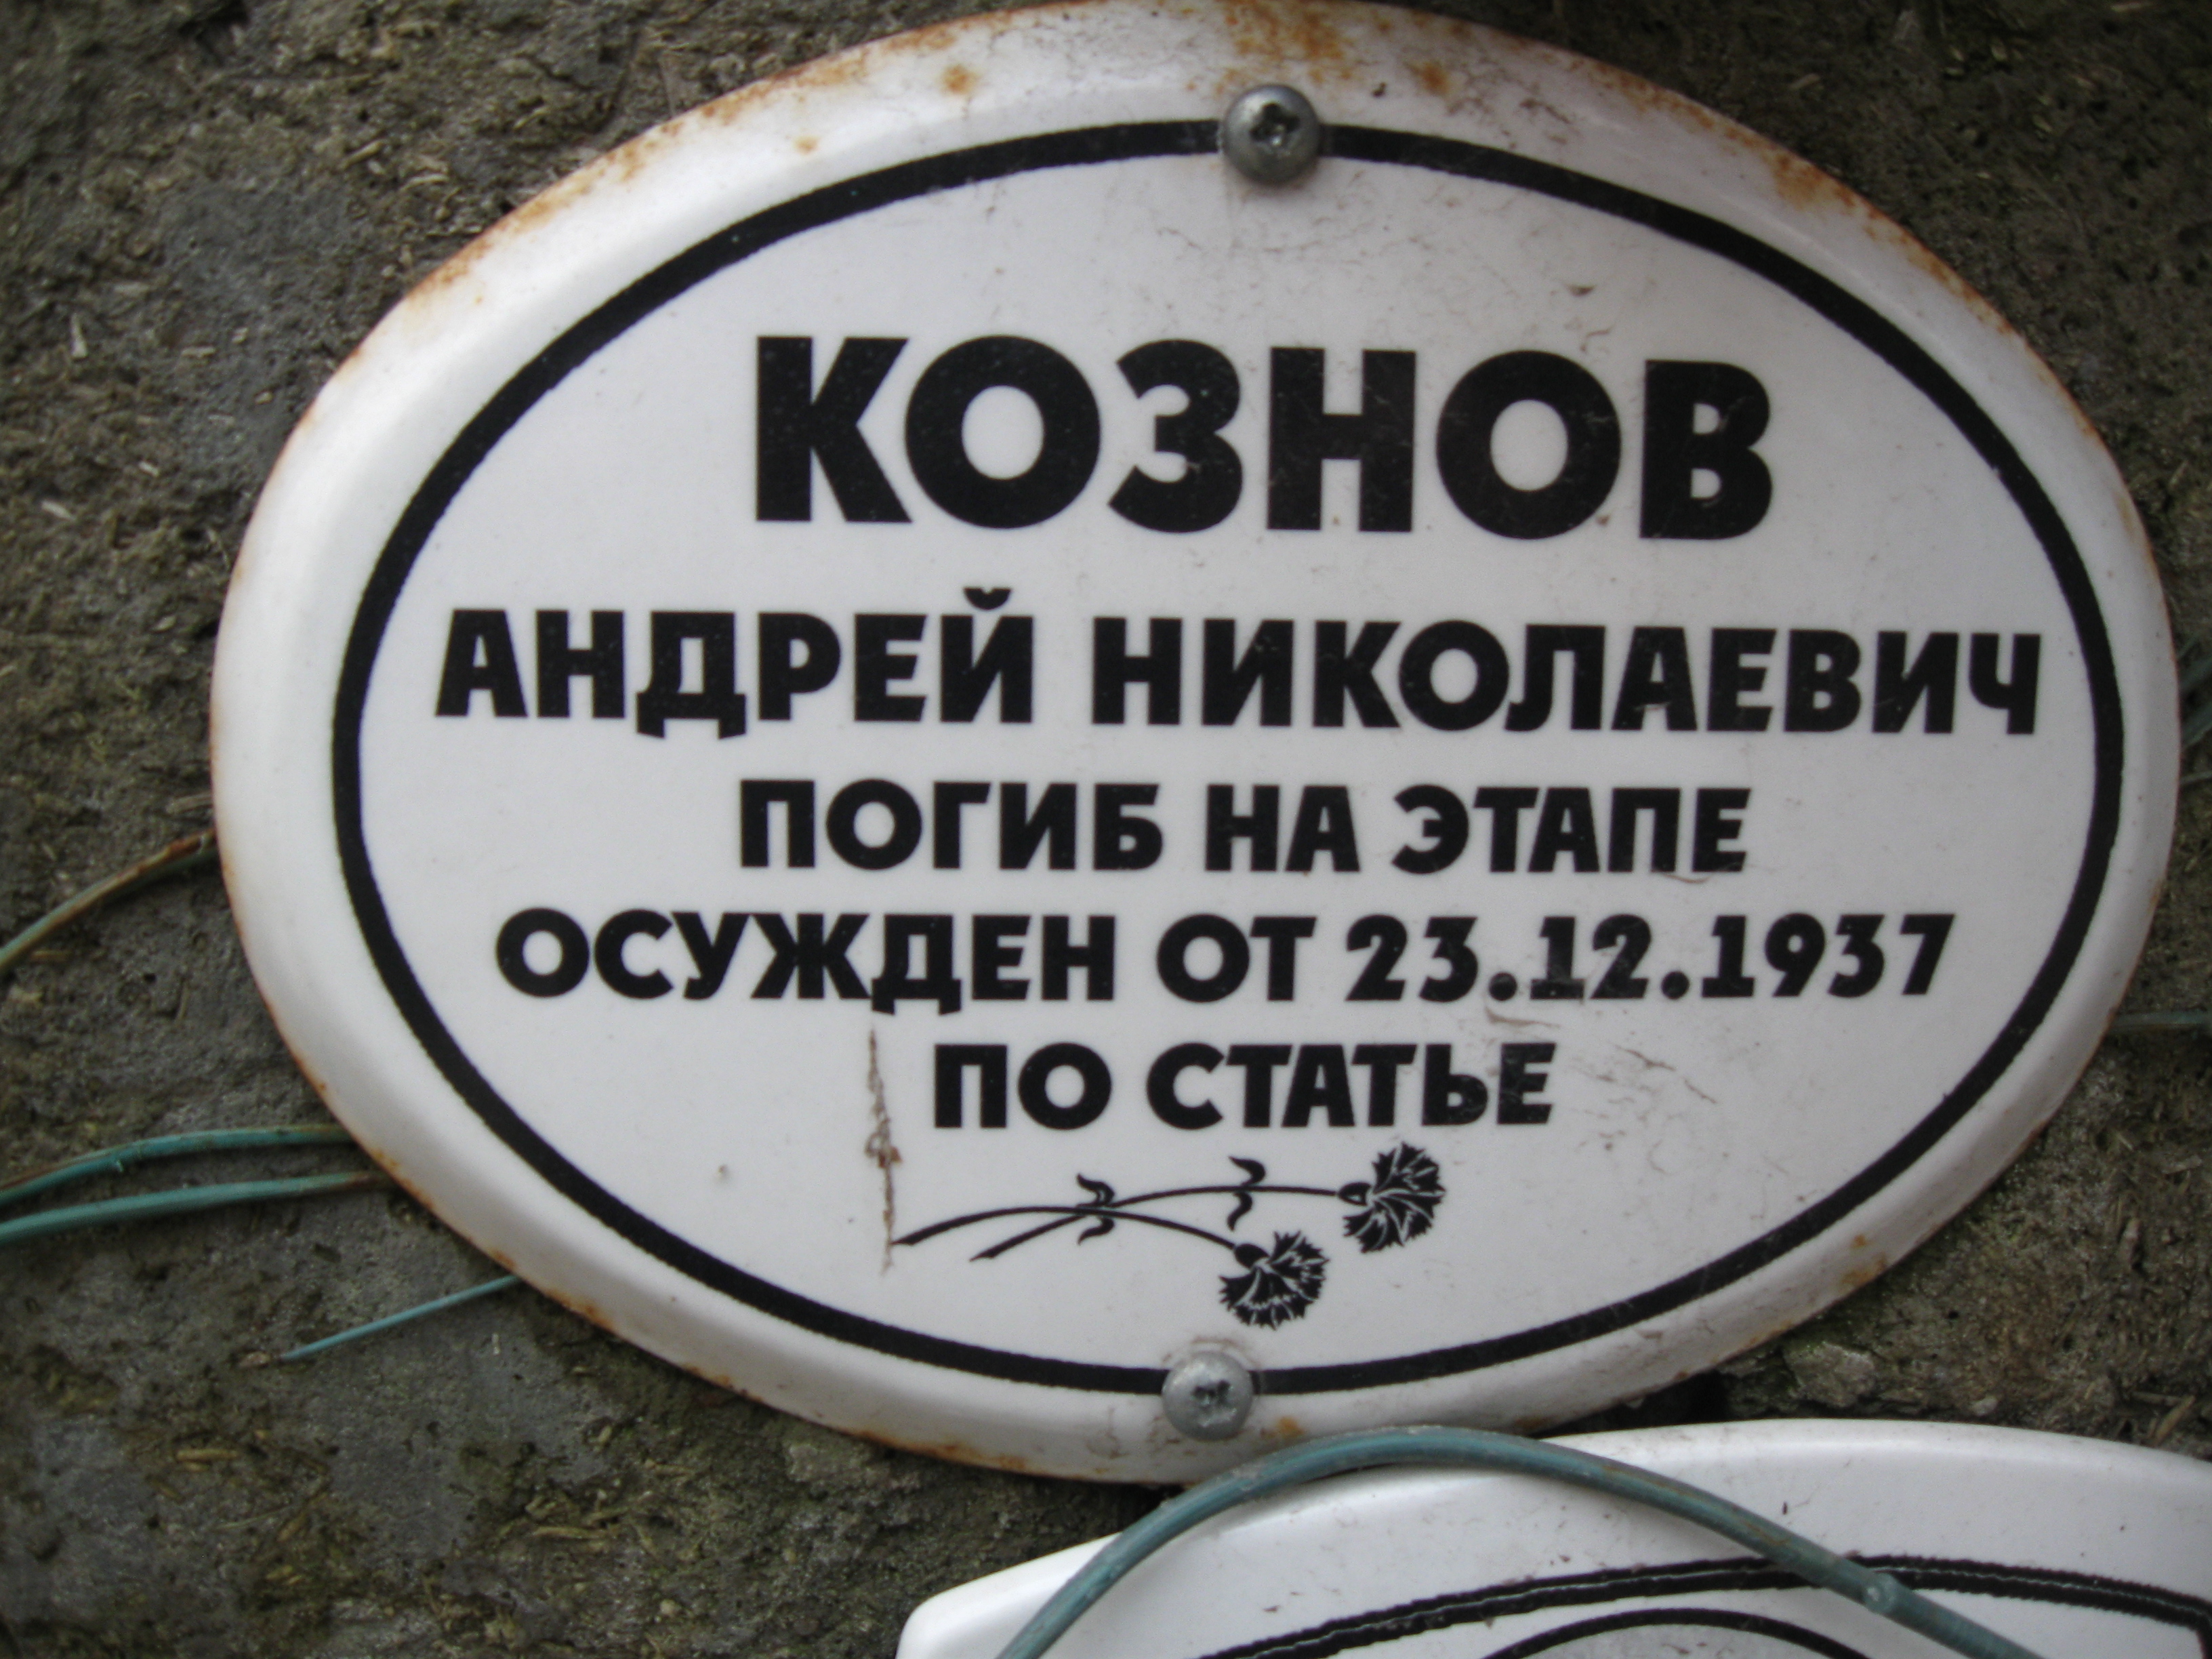 КОЗНОВ
АНДРЕЙ НИКОЛАЕВИЧ
ПОГИБ НА ЭТАПЕ
ОСУЖДЕН ОТ 23.12.1937
ПО СТАТЬЕ